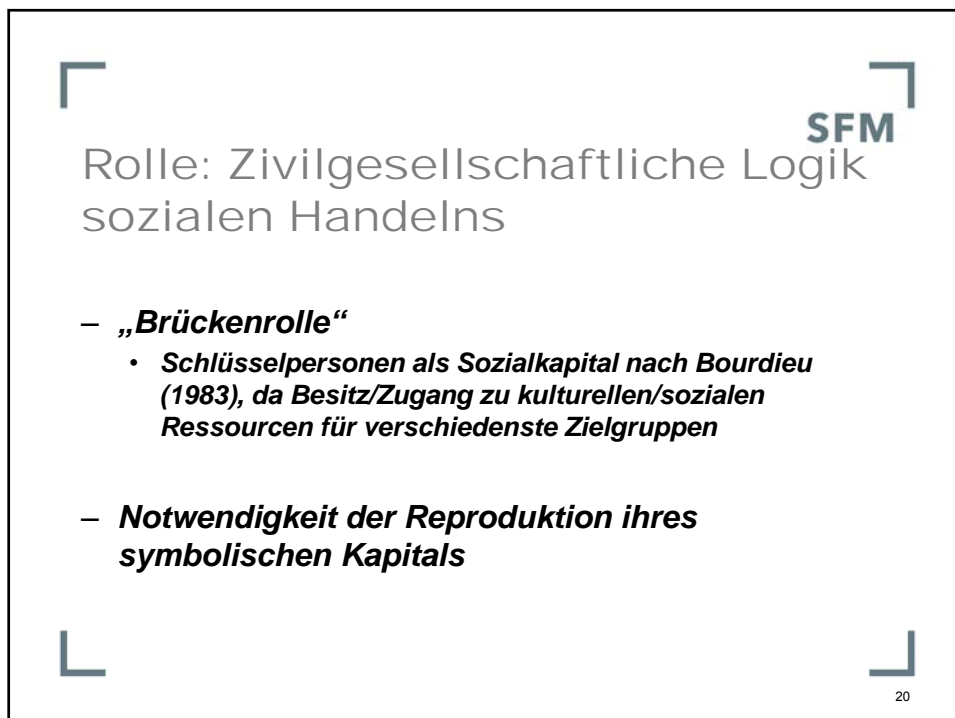 SFM
Rolle: Zivilgesellschaftliche Logik
sozialen Handelns
– „Brückenrolle“
• Schlüsselpersonen als Sozialkapital nach Bourdieu
(1983), da Besitz/Zugang zu kulturellen/sozialen
Ressourcen für verschiedenste Zielgruppen
– Notwendigkeit der Reproduktion ihres
symbolischen Kapitals
20